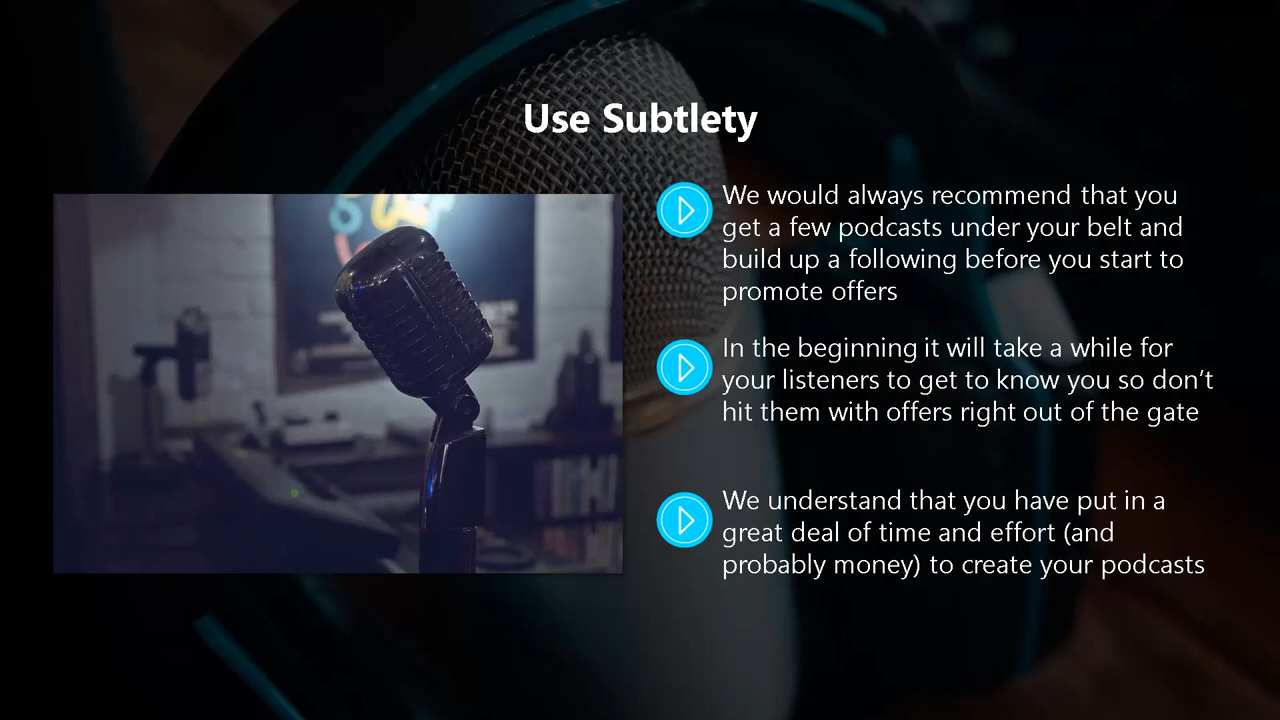 Use Subtlety
We would always recommend that you
get a few podcasts under your belt and
build up a following before you start to
promote offers
In the beginning it will take a while for
your listeners to get to know you so don’t
hit them with offers right out of the gate
We understand that you have put in a
great deal of time and effort (and
probably money) to create your podcasts